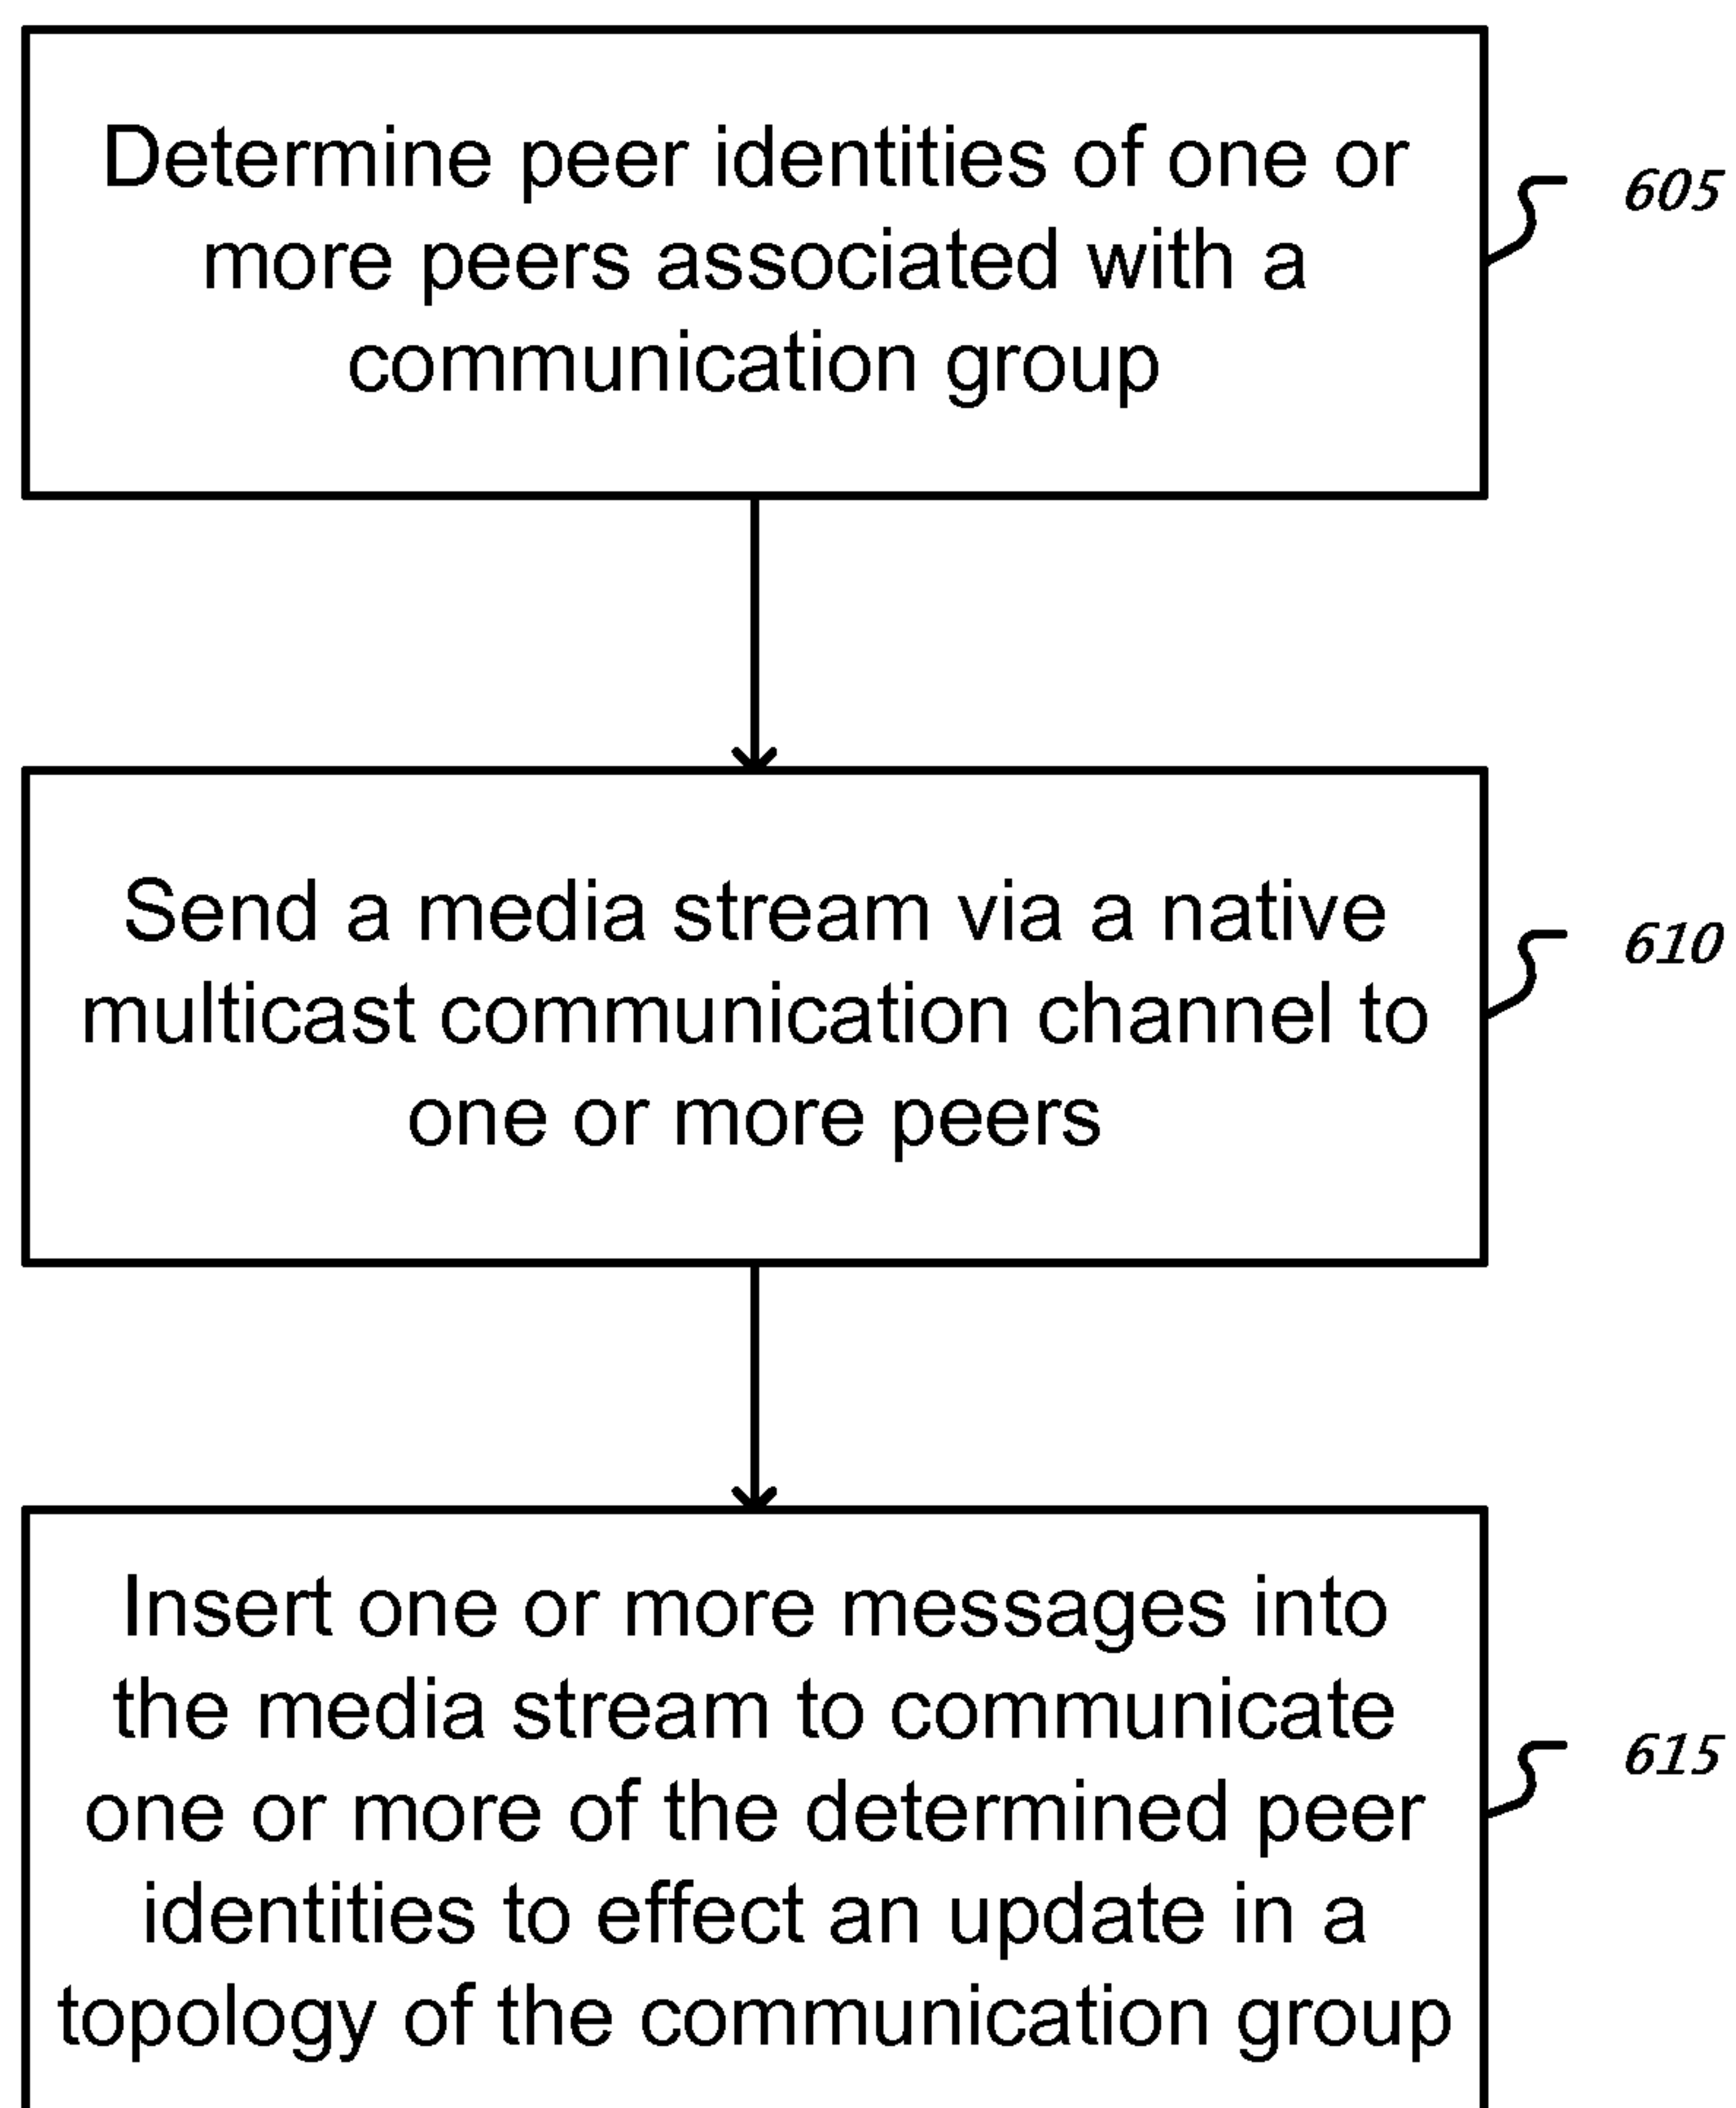 Determine peer identities of one or
more peers associated with a
communication group
605
Send a media stream via a native
multicast communication channel to
one or more peers
610
Insert one or more messages into
the media stream to communicate
one or more of the determined peer
identities to effect an update in a
topology of the communication group
615